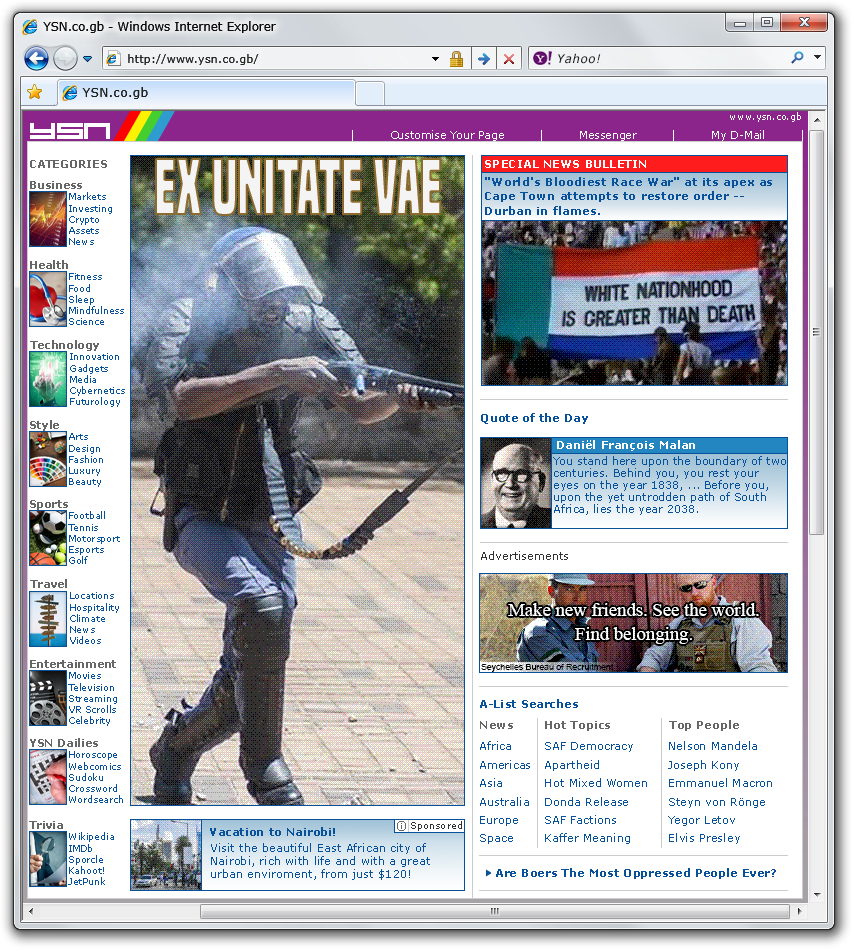 YSN.co.gb - Windows Internet Explorer
http://www.ysn.co.gb/
Yahoo!
YSN.co.gb
www.ysn.co.gb
YSN
Customise Your Page
Messenger
My D-Mail
CATEGORIES
Business
Markets
Investing
Crypto
Assets
News
Health
Fitness
Food
Sleep
Mindfulness
Science
Technology
Innovation
Gadgets
Media
Cybernetics
Futurology
Style
Arts
Design
Fashion
Luxury
Beauty
Sports
Football
Tennis
Motorsport
Esports
Golf
Travel
Locations
Hospitality
Climate
News
Videos
Entertainment
Movies
Television
Streaming
VR Scrolls
Celebrity
YSN Dailies
Horoscope
Webcomics
Sudoku
Crossword
Wordsearch
Trivia
Wikipedia
IMDb
Sporcle
Kahoot!
JetPunk
EX UNITATE VAE
Sponsored
Vacation to Nairobi!
Visit the beautiful East African city of
Nairobi, rich with life and with a great
urban enviroment, from just $120!
SPECIAL NEWS BULLETIN
"World's Bloodiest Race War" at its apex as
Cape Town attempts to restore order --
Durban in flames.
WHITE NATIONHOOD
IS GREATER THAN DEATH
Quote of the Day
Daniël François Malan
You stand here upon the boundary of two
centuries. Behind you, you rest your
eyes on the year 1838, ... Before you,
upon the yet untrodden path of South
Africa, lies the year 2038.
Advertisements
Make new friends. See the world.
Find belonging.
Seychelles Bureau of Recruitment
A-List Searches
News
Africa
Americas
Asia
Australia
Europe
Space
Hot Topics
SAF Democracy
Apartheid
Hot Mixed Women
Donda Release
SAF Factions
Kaffer Meaning
Top People
Nelson Mandela
Joseph Kony
Emmanuel Macron
Steyn von Rönge
Yegor Letov
Elvis Presley
Are Boers The Most Oppressed People Ever?